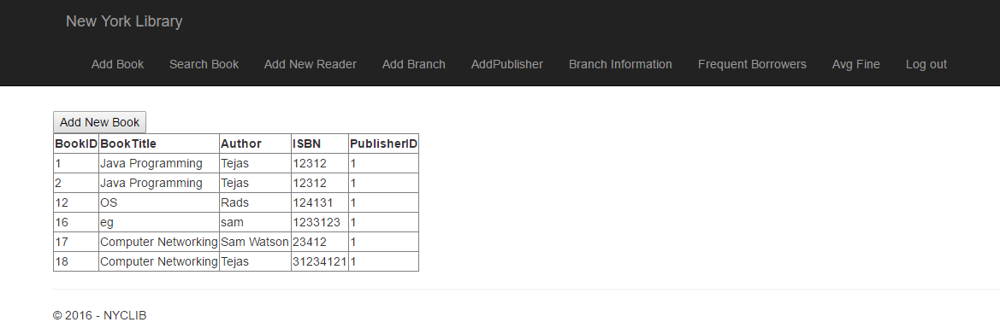 New York Library
Add Book Search Book Add New Reader Add Branch AddPublisher Branch Information Frequent Borrowers Avg Fine Log out
Add New Book
BookID BookTitle Author ISBN PublisherID
1 Java Programming Tejas 12312 1
2 Java Programming Tejas 12312 1
12 OS Rads 124131 1
16 eg sam 1233123 1
17 Computer Networking Sam Watson 23412 1
18 Computer Networking Tejas 31234121 1
© 2016 - NYCLIB